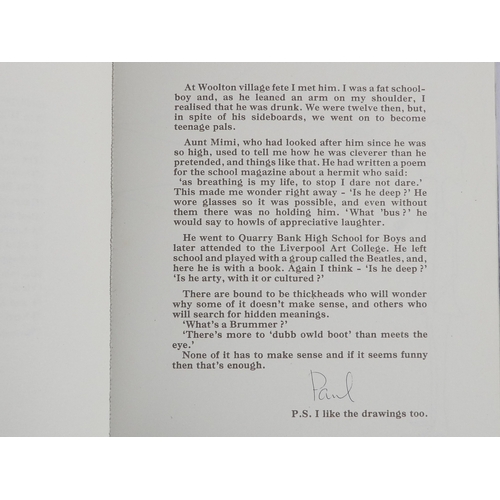 At Woolton village fete I met him. I was a fat school-
boy and, as he leaned an arm on my shoulder, I
realised that he was drunk. We were twelve then, but,
in spite of his sideboards, we went on to become
teenage pals.
Aunt Mimi, who had looked after him since he was
so high, used to tell me how he was cleverer than he
pretended, and things like that. He had written a poem
for the school magazine about a hermit who said:
'as breathing is my life, to stop I dare not dare.'
This made me wonder right away - 'Is he deep?' He
wore glasses so it was possible, and even without
them there was no holding him. 'What 'bus?' he
would say to howls of appreciative laughter.
He went to Quarry Bank High School for Boys and
later attended to the Liverpool Art College. He left
school and played with a group called the Beatles, and,
here he is with a book. Again I think - 'Is he deep?'
'Is he arty, with it or cultured?'
There are bound to be thickheads who will wonder
why some of it doesn't make sense, and others who
will search for hidden meanings.
'What's a Brummer?'
'There's more to 'dubb owld boot' than meets the
eye.'
None of it has to make sense and if it seems funny
then that's enough.
Paul
P.S. I like the drawings too.